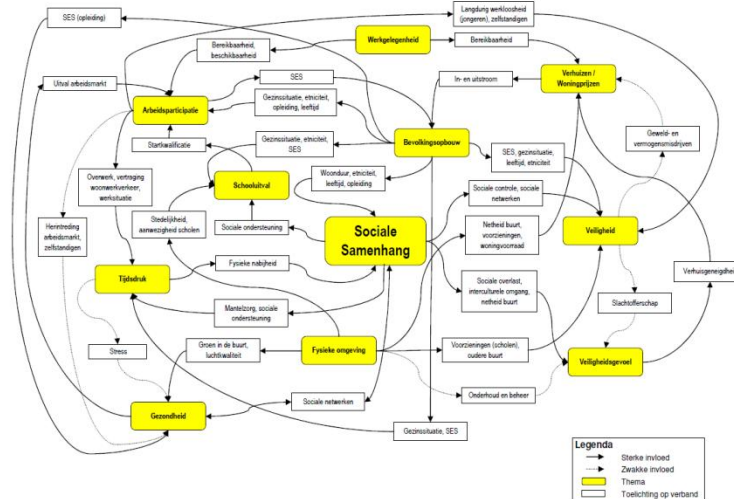 SES (opleiding)
Langdurig werkloosheid
(jongeren), zelfstandigen
Werkgelegenheid
Bereikbaarheid,
beschikbaarheid
Bereikbaarheid
Verhuizen /
Woningprijzen
Uitval arbeidsmarkt
SES
In- en uitstroom
Arbeidsparticipatie
Gezinssituatie, etniciteit,
opleiding, leeftijd
Startkwalificatie
Gezinssituatie, etniciteit,
SES
Bevolkingsopbouw
Geweld- en
vermogensmisdrijven
SES, gezinsituatie,
leeftijd, etniciteit
Overwerk, vertraging
woonwerkverkeer,
werksituatie
Schooluitval
Woonduur, etniciteit,
leeftijd, opleiding
Sociale controle, sociale
netwerken
Stedelijkheid,
aanwezigheid scholen
Sociale ondersteuning
Sociale
Samenhang
Netheid buurt,
voorzieningen,
woningvoorraad
Veiligheid
Herintreding
arbeidsmarkt,
zelfstandigen
Tijdsdruk
Fysieke nabijheid
Sociale overlast,
interculturele omgang,
netheid buurt
Verhuisgeneigdheid
Mantelzorg, sociale
ondersteuning
Slachtofferschap
Stress
Groen in de buurt,
luchtkwaliteit
Fysieke omgeving
Voorzieningen (scholen),
oudere buurt
Veiligheidsgevoel
Onderhoud en beheer
Gezondheid
Sociale netwerken
Gezinssituatie, SES
Legenda
Sterke invloed
Zwakke invloed
Thema
Toelichting op verband